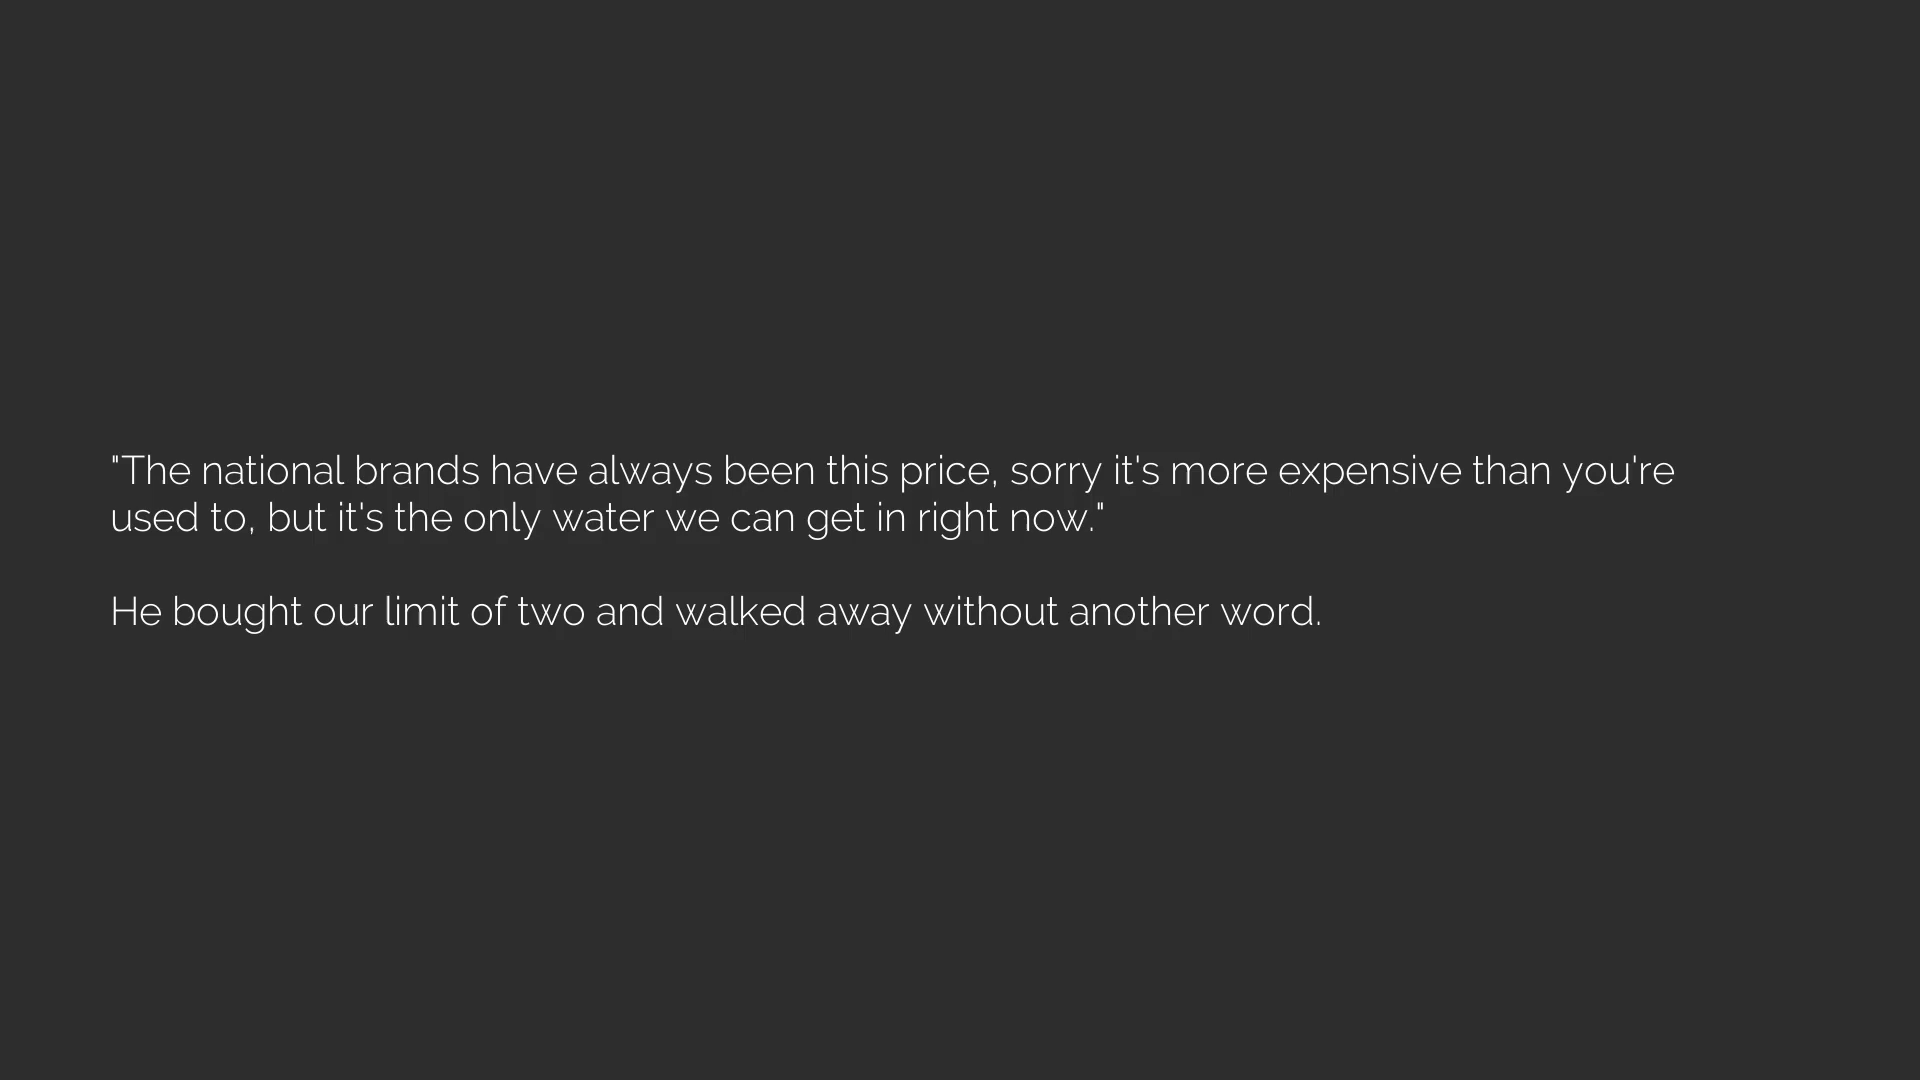 "The national brands have always been this price, sorry it's more expensive than you're
used to, but it's the only water we can get in right now."
He bought our limit of two and walked away without another word.